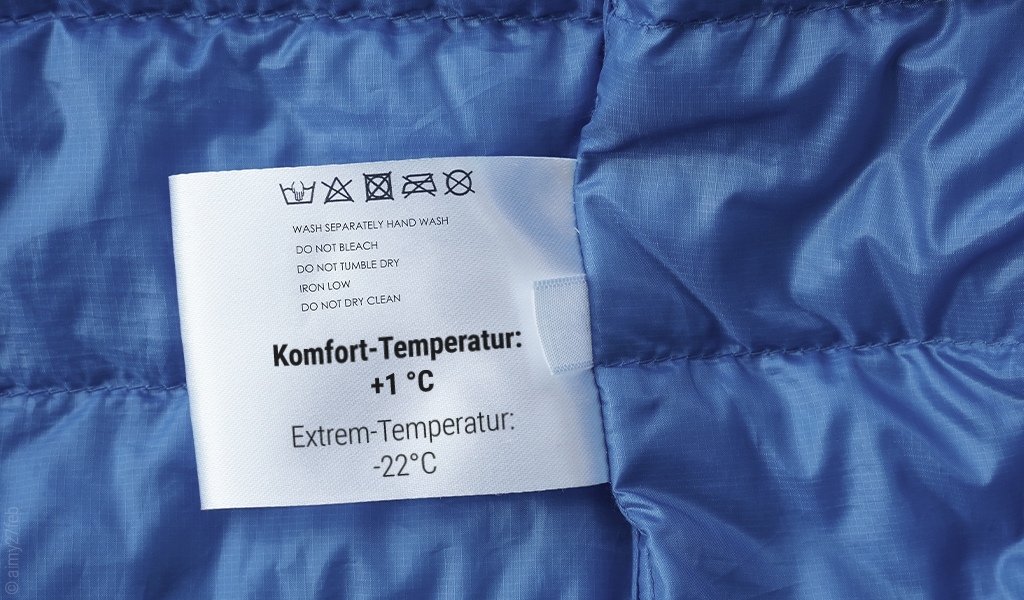 WASH SEPARATELY HAND WASH
DO NOT BLEACH
DO NOT TUMBLE DRY
IRON LOW
DO NOT DRY CLEAN
Komfort-Temperatur:
+1 °C
Extrem-Temperatur:
-22°C